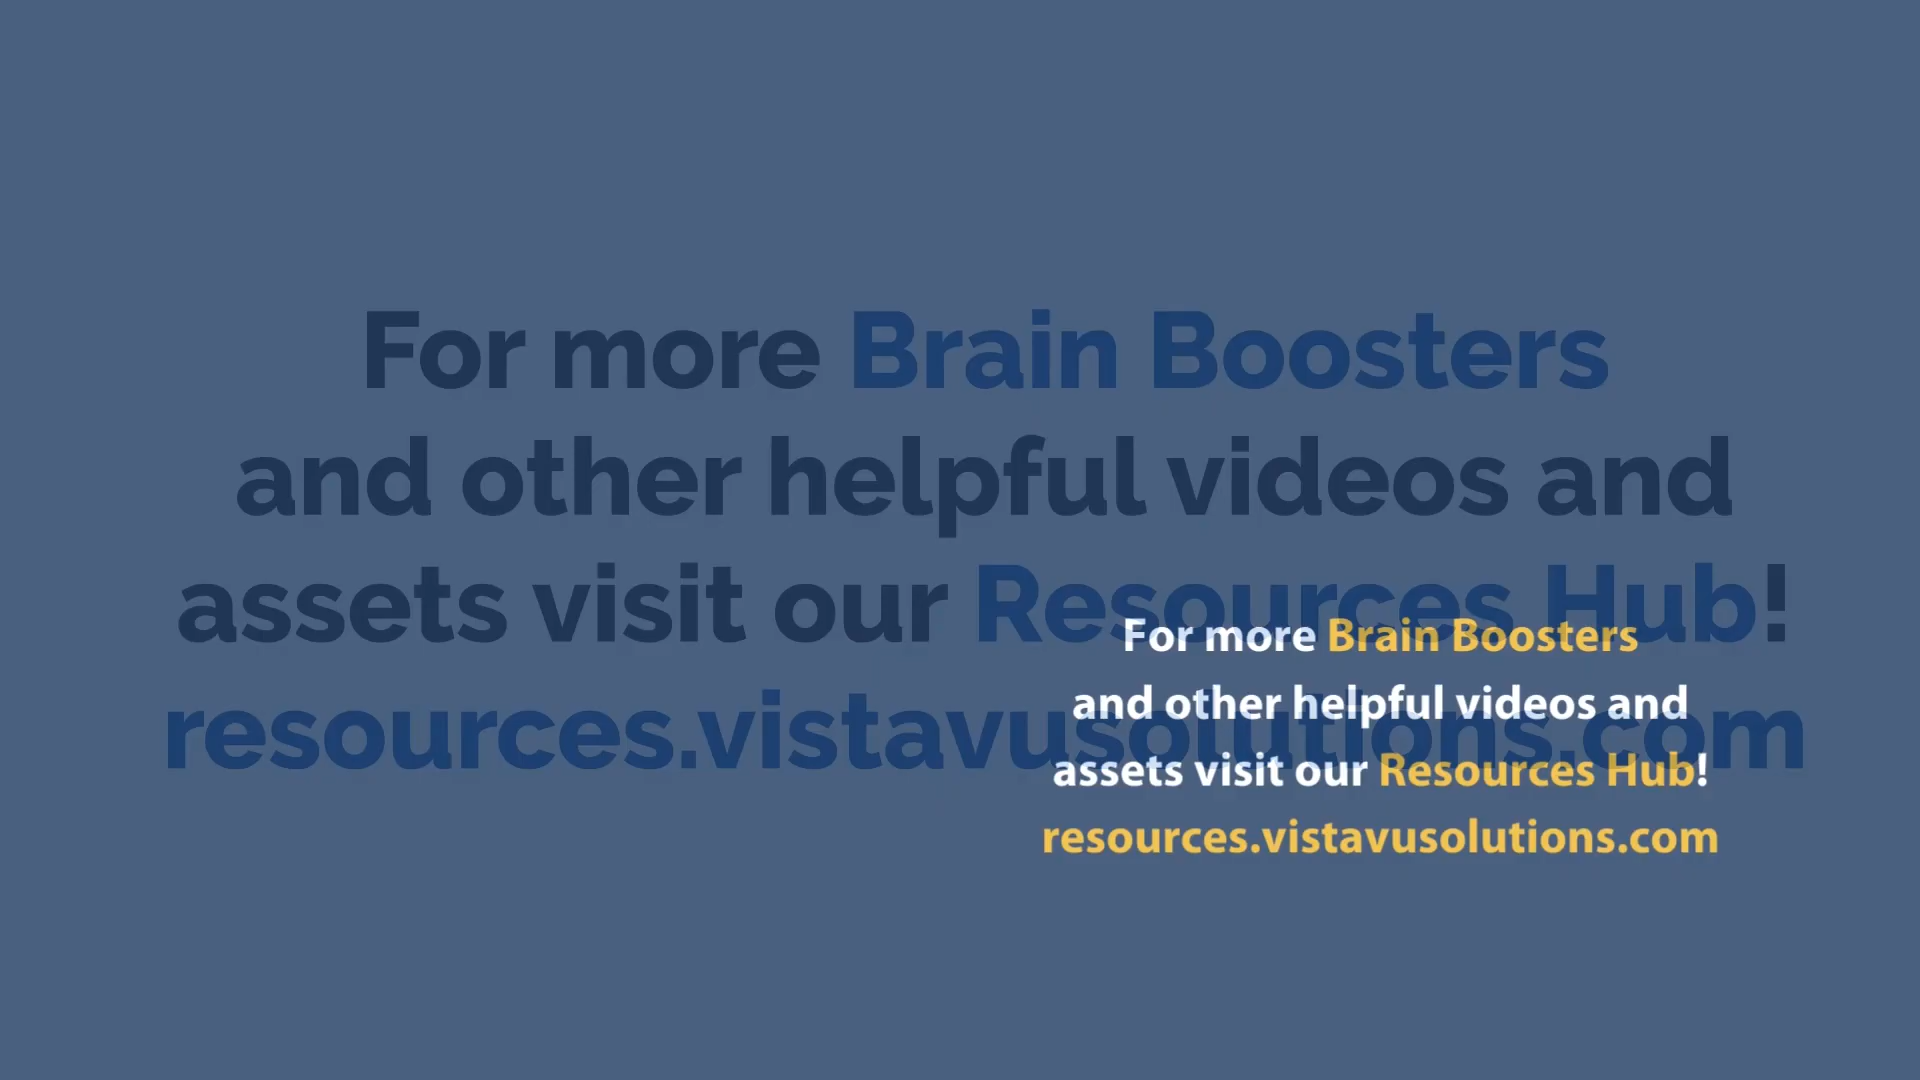 For more Brain Boosters
and other helpful videos and
assets visit our Resources Hub!
resources.vistavusolutions.com
For more Brain Boosters
and other helpful videos and
assets visit our Resources Hub!
resources.vistavusolutions.com